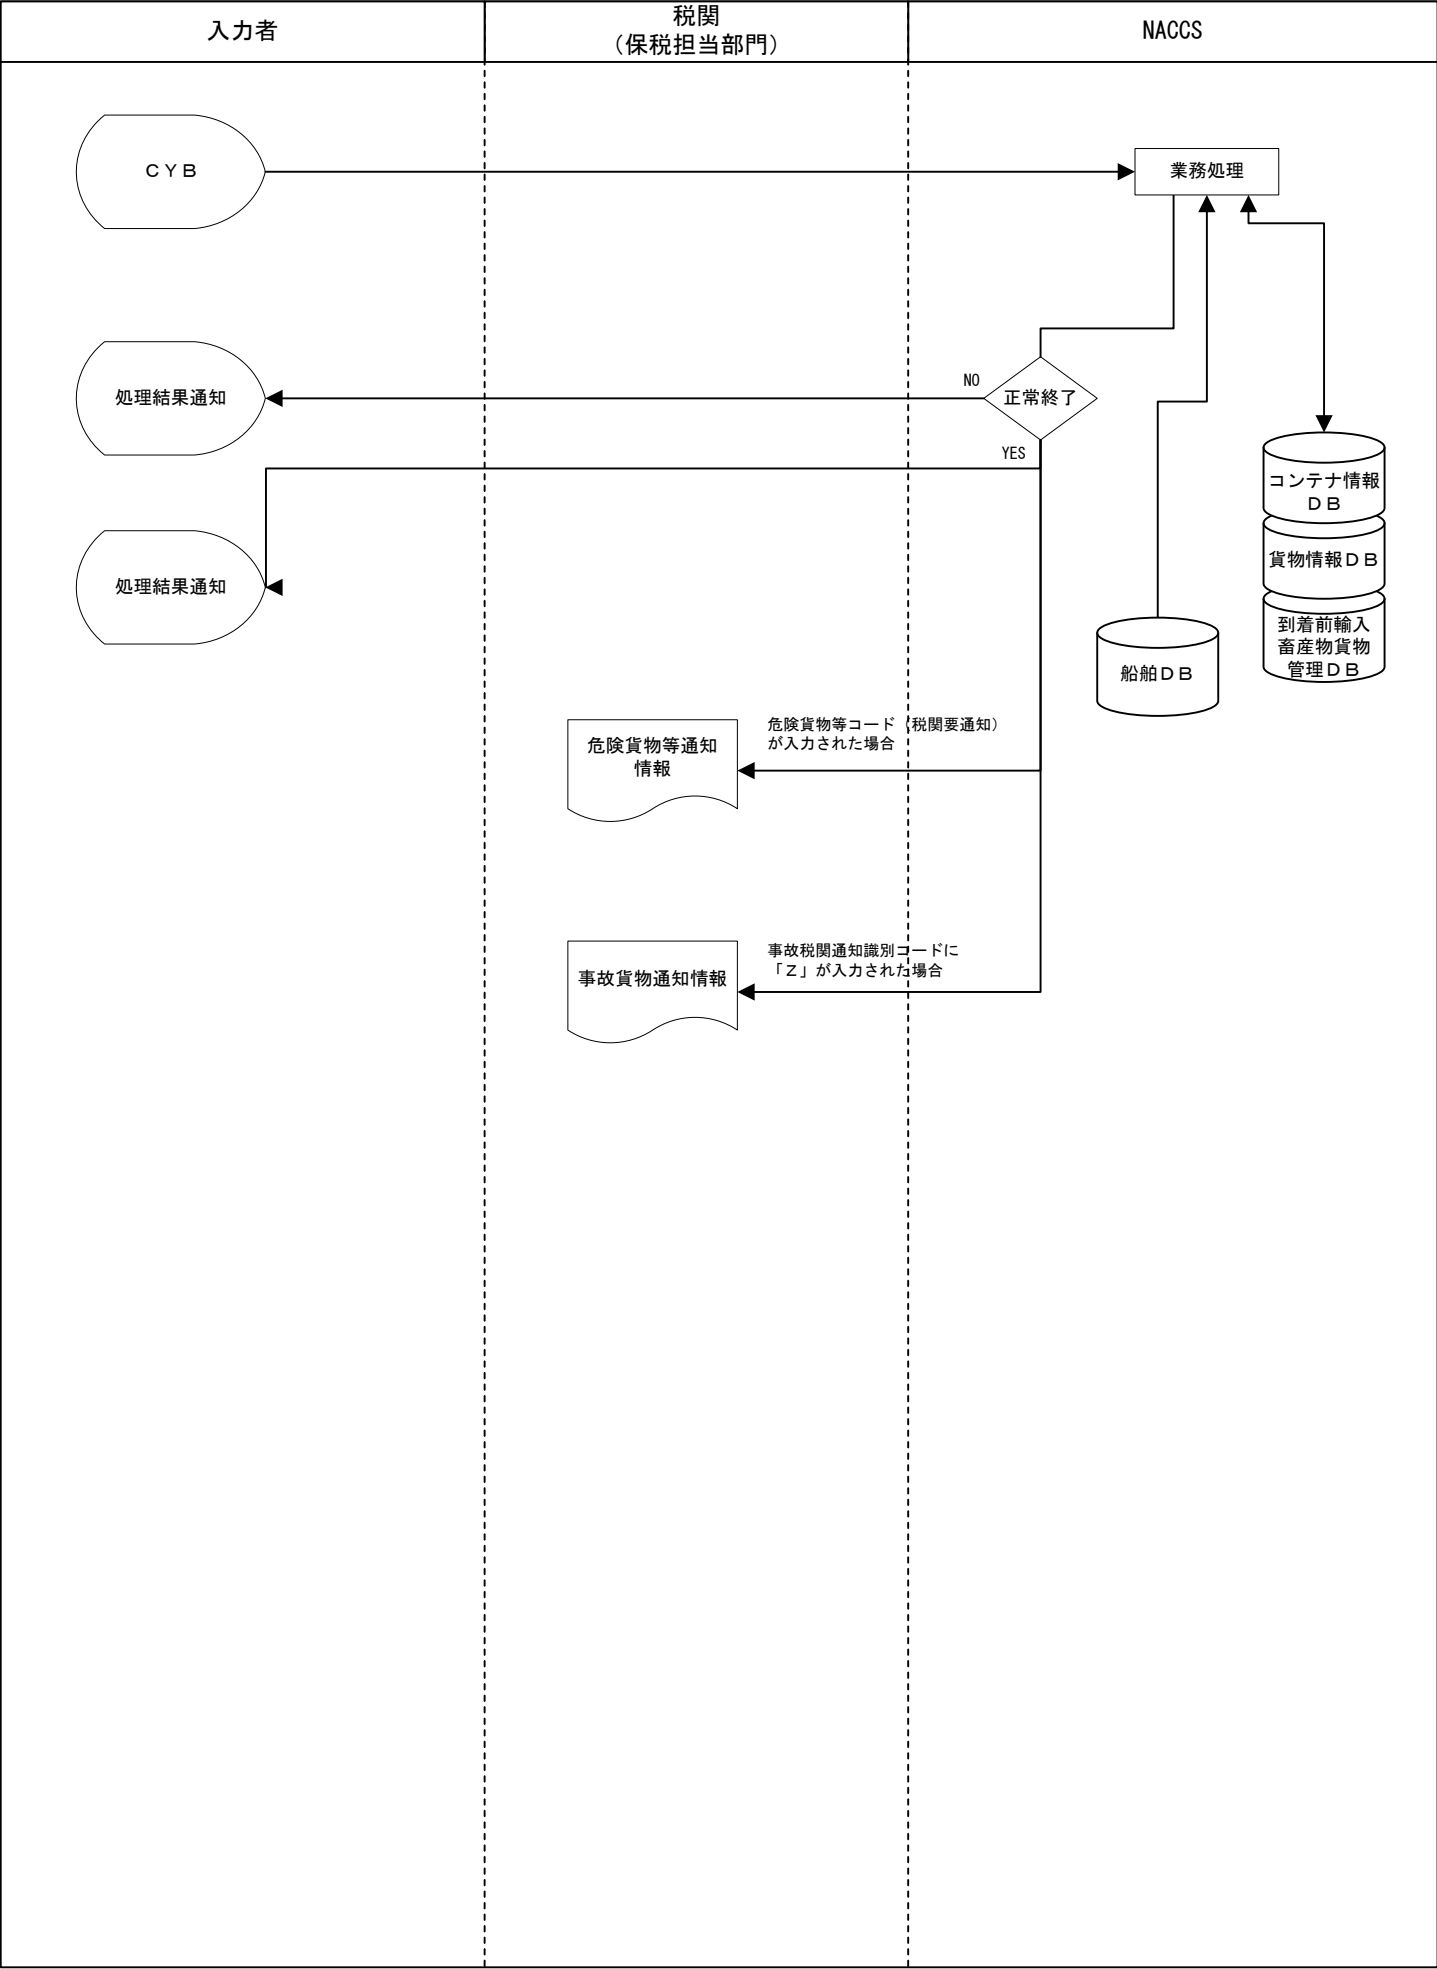 入力者
税関
（保税担当部門）
NACCS
ＣＹＢ
業務処理
処理結果通知
NO
正常終了
YES
コンテナ情報
ＤＢ
貨物情報ＤＢ
到着前輸入
畜産物貨物
管理ＤＢ
処理結果通知
船舶ＤＢ
危険貨物等通知
情報
危険貨物等コード（税関要通知）
が入力された場合
事故貨物通知情報
事故税関通知識別コードに
「Ｚ」が入力された場合